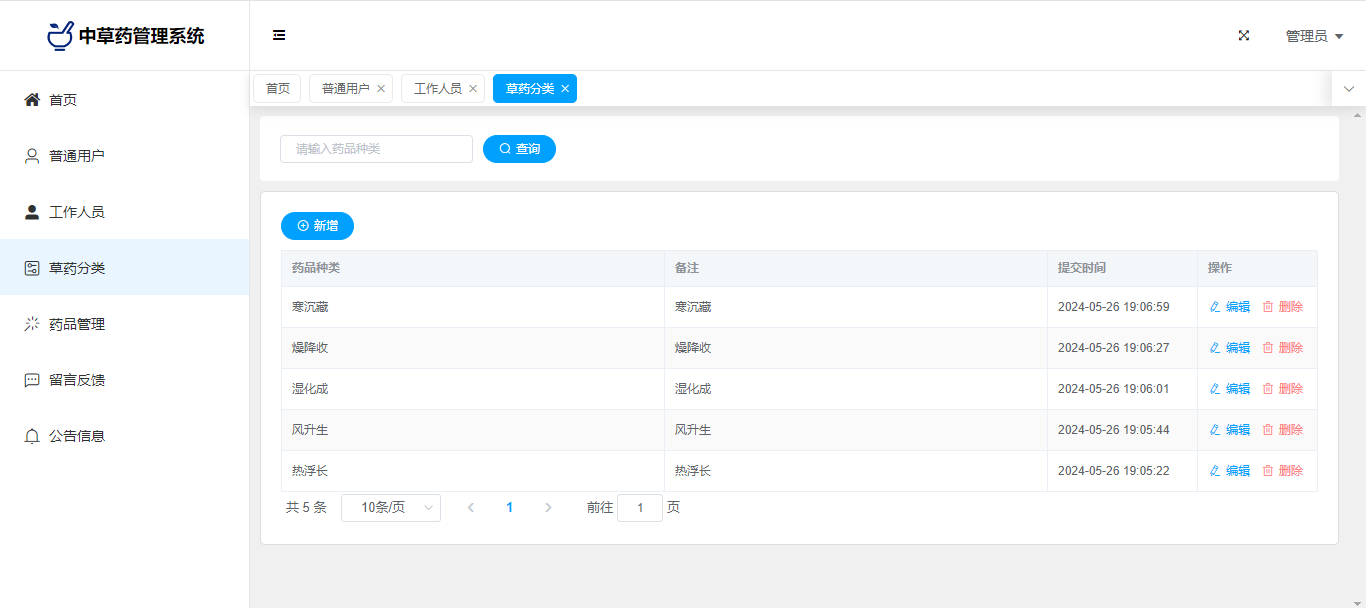 中草药管理系统
管理员
首页
普通用户
工作人员
草药分类
药品管理
留言反馈
公告信息
首页 普通用户 工作人员 草药分类
请输入药品种类 查询
新增
药品种类 备注 提交时间 操作
寒沉藏 寒沉藏 2024-05-26 19:06:59 编辑 删除
燥降收 燥降收 2024-05-26 19:06:27 编辑 删除
湿化成 湿化成 2024-05-26 19:06:01 编辑 删除
风升生 风升生 2024-05-26 19:05:44 编辑 删除
热浮长 热浮长 2024-05-26 19:05:22 编辑 删除
共 5 条 10条/页 1 前往 1 页